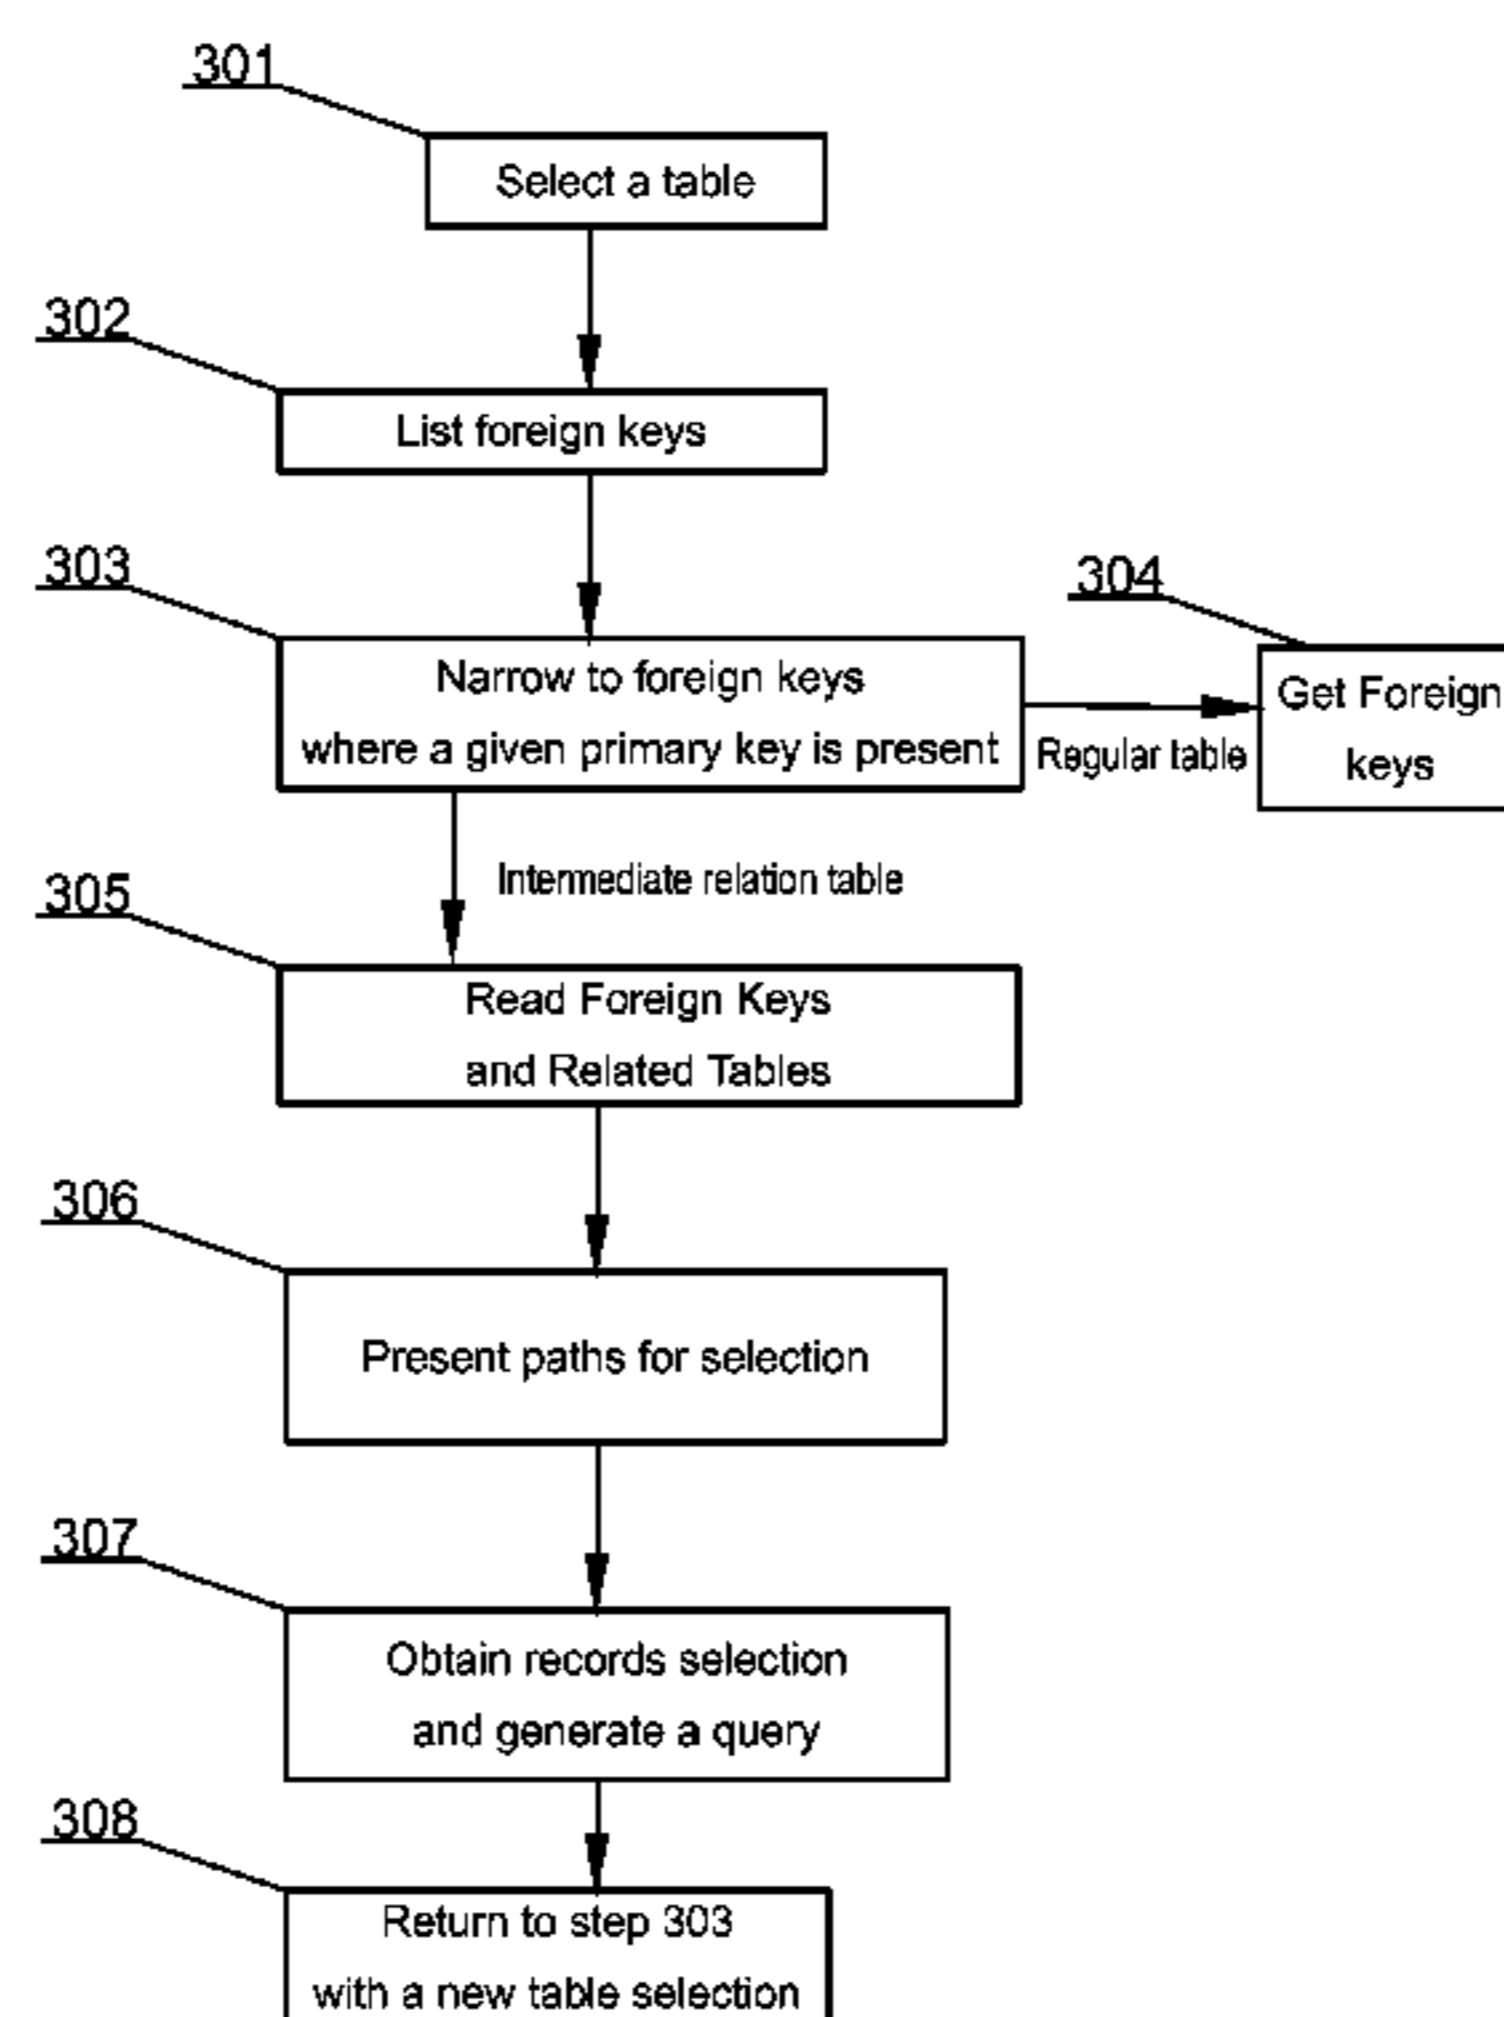 301
Select a table
302
List foreign keys
303
Narrow to foreign keys
where a given primary key is present
304
Get Foreign
keys
Regular table
Intermediate relation table
305
Read Foreign Keys
and Related Tables
306
Present paths for selection
307
Obtain records selection
and generate a query
308
Return to step 303
with a new table selection